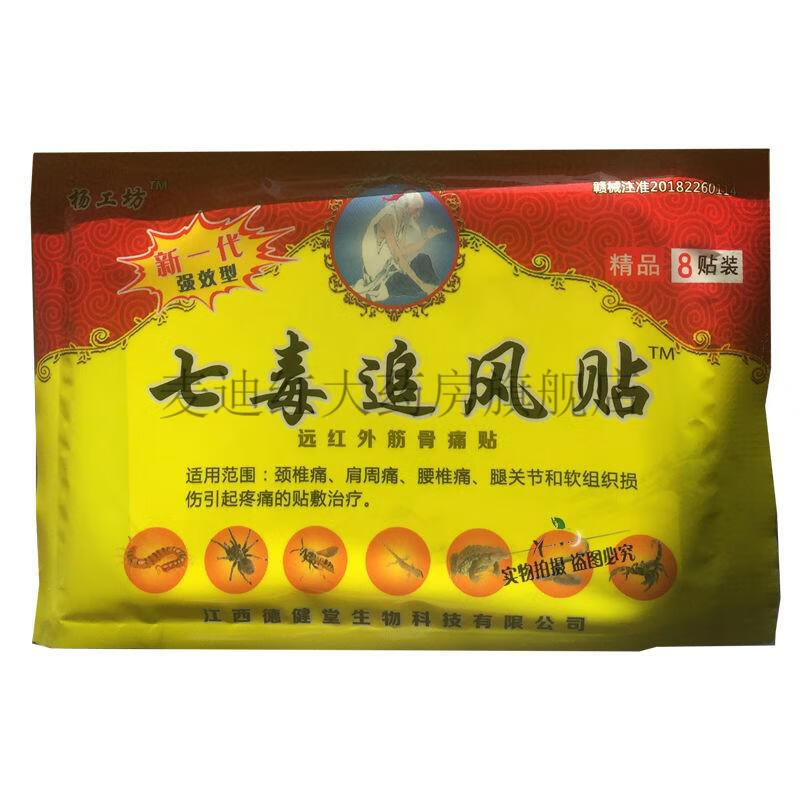 杨工坊™
赣械注准20182260114
新一代
强效型
精品 8贴装
七毒追风贴™
远红外筋骨痛贴
适用范围：颈椎痛、肩周痛、腰椎痛、腿关节和软组织损
伤引起疼痛的贴敷治疗。
实物拍摄 盗图必究
江西德健堂生物科技有限公司